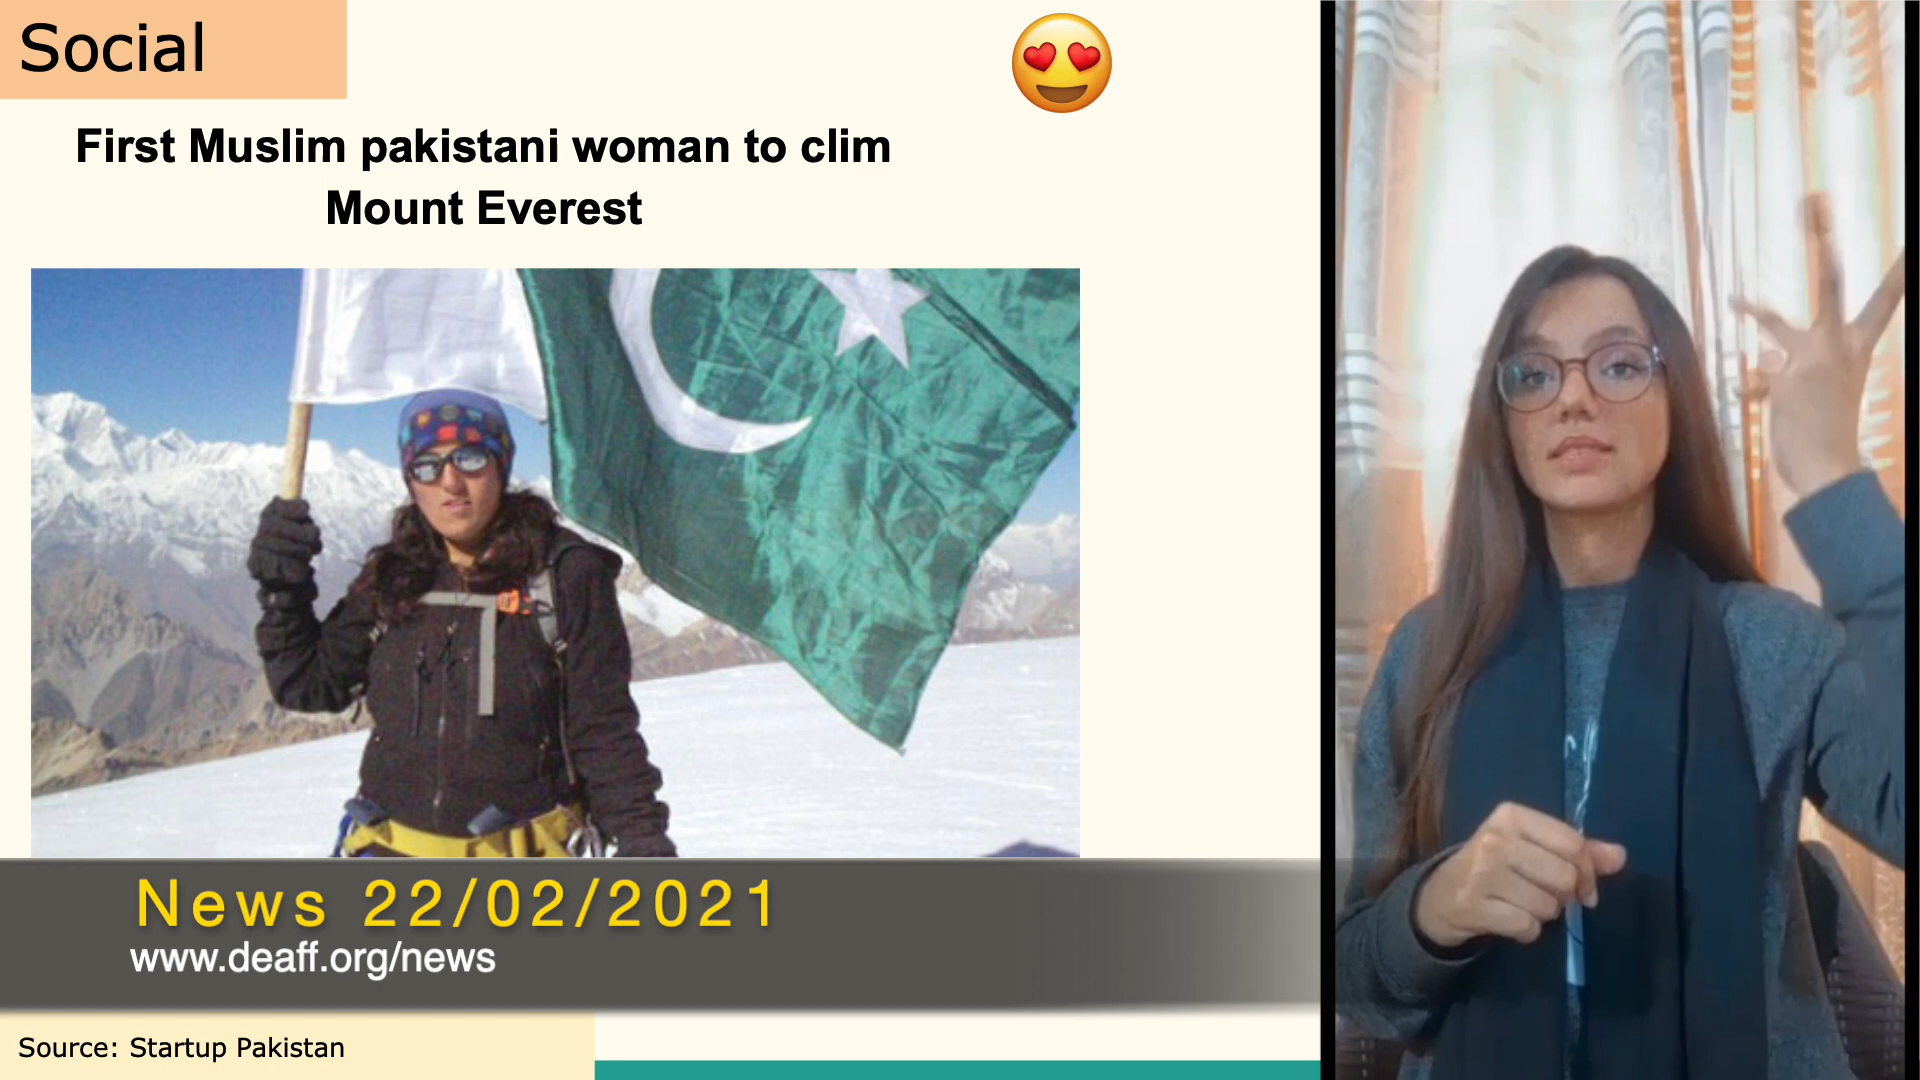 Social
First Muslim pakistani woman to clim
Mount Everest
News 22/02/2021
www.deaff.org/news
Source: Startup Pakistan